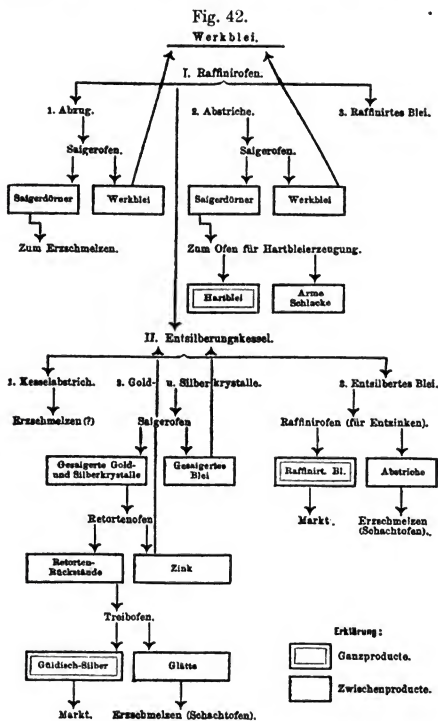 Fig. 42.
Werkblei.
I. Raffinirofen.
1. Abzug.
2. Abstriche.
3. Raffinirtes Blei.
Saigerofen.
Saigerofen.
Saigerdörner
Werkblei
Saigerdörner
Werkblei
Zum Erzschmelzen.
Zum Ofen für Hartbleierzeugung.
Hartblei
Arme
Schlacke
II. Entsilberungskessel.
1. Kesselabstrich.
2. Gold- u. Silberkrystalle.
3. Entsilbertes Blei.
Erzschmelzen (?)
Saigerofen
Raffinirofen (für Entzinken).
Gesaigerte Gold-
und Silberkrystalle
Gesaigertes
Blei
Raffinirt. Bl.
Abstriche
Retortenofen
Markt.
Erzschmelzen
(Schachtofen).
Retorten-
Rückstände
Zink
Treibofen
Erklärung:
Güldisch-Silber
Glätte
Ganzproducte.
Zwischenproducte.
Markt.
Erzschmelzen (Schachtofen).